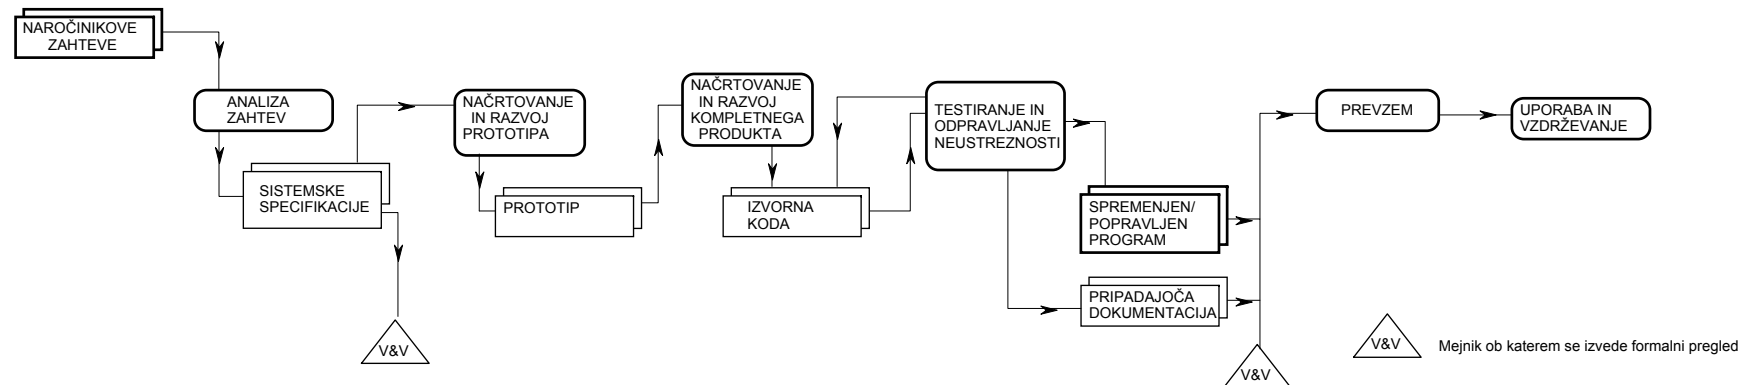 NAROČINIKOVE
ZAHTEVE
ANALIZA
ZAHTEV
SISTEMSKE
SPECIFIKACIJE
V&V
NAČRTOVANJE
IN RAZVOJ
PROTOTIPA
PROTOTIP
NAČRTOVANJE
IN RAZVOJ
KOMPLETNEGA
PRODUKTA
IZVORNA
KODA
TESTIRANJE IN
ODPRAVLJANJE
NEUSTREZNOSTI
SPREMENJEN/
POPRAVLJEN
PROGRAM
PRIPADAJOČA
DOKUMENTACIJA
V&V
PREVZEM
UPORABA IN
VZDRŽEVANJE
V&V
Mejnik ob katerem se izvede formalni pregled